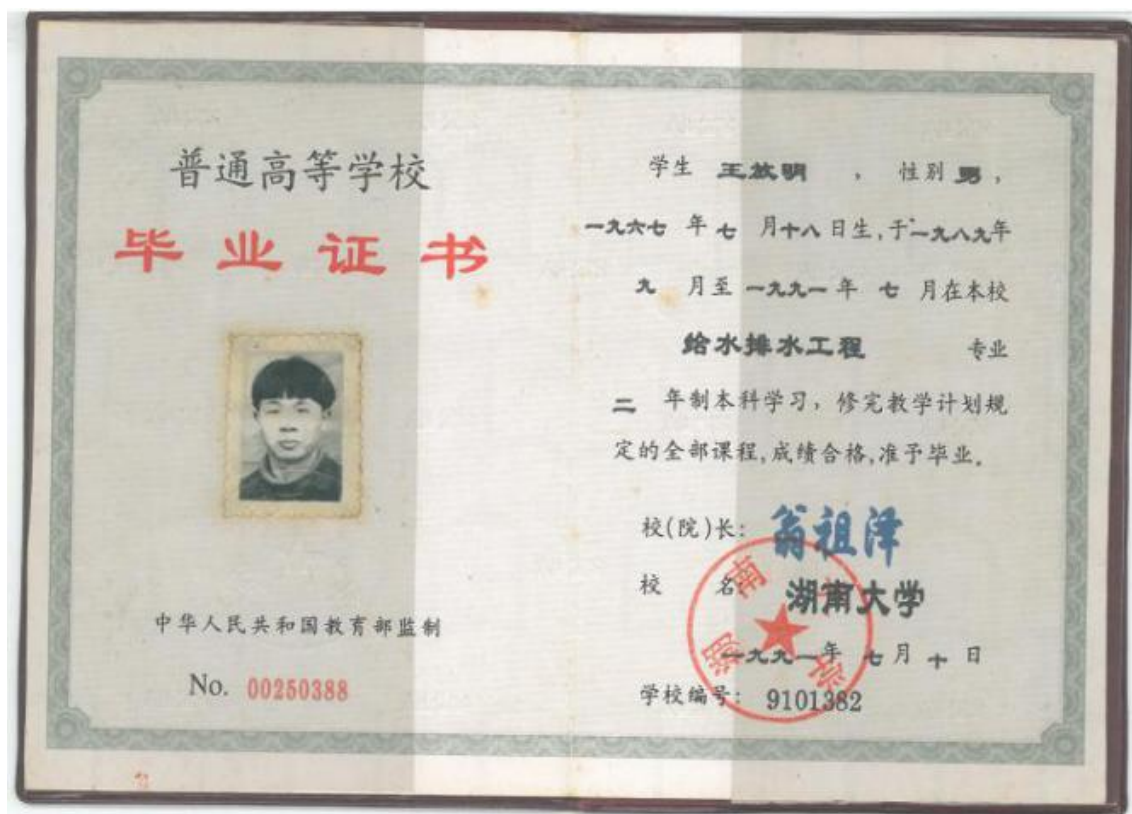 普通高等学校
毕业证书
中华人民共和国教育部监制
No. 00250388
学生 王放明 ， 性别 男，
一九六七 年 七 月十八日生,于一九八九年
九 月至 一九九一 年 七 月在本校
给水排水工程 专业
二 年制本科学习，修完教学计划规
定的全部课程,成绩合格,准予毕业。
校(院)长: 翁祖泽
校 名 湖南大学
一九九一年 七月 十 日
学校编号: 9101382
湖南大学